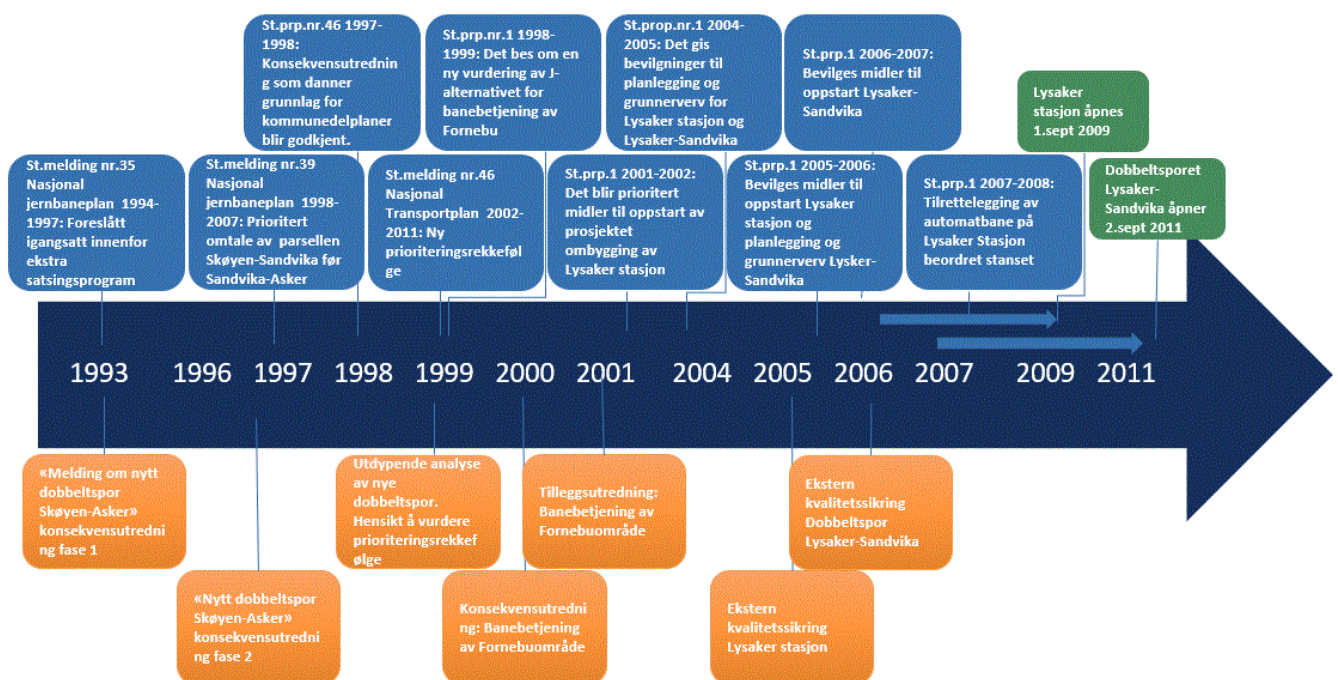 St.prp.nr.46 1997-
1998:
Konsekvensutrednin
g som danner
grunnlag for
kommunedelplaner
blir godkjent.
St.prp.nr.1 1998-
1999: Det bes om en
ny vurdering av J-
alternativet for
banebetjening av
Fornebu
St.prop.nr.1 2004-
2005: Det gis
bevilgninger til
planlegging og
grunnerverv for
Lysaker stasjon og
Lysaker-Sandvika
St.prp.1 2006-2007:
Bevilges midler til
oppstart Lysaker-
Sandvika
Lysaker
stasjon åpnes
1.sept 2009
St.melding nr.35
Nasjonal
jernbaneplan 1994-
1997: Foreslått
igangsatt innenfor
ekstra
satsingsprogram
St.melding nr.39
Nasjonal
jernbaneplan 1998-
2007: Prioritert
omtale av parsellen
Skøyen-Sandvika før
Sandvika-Asker
St.melding nr.46
Nasjonal
Transportplan 2002-
2011: Ny
prioriteringsrekkeføl
ge
St.prp.1 2001-2002:
Det blir prioritert
midler til oppstart av
prosjektet
ombygging av
Lysaker stasjon
St.prp.1 2005-2006:
Bevilges midler til
oppstart Lysaker
stasjon og
planlegging og
grunnerverv Lysker-
Sandvika
St.prp.1 2007-2008:
Tilrettelegging av
automatbane på
Lysaker Stasjon
beordret stanset
Dobbeltsporet
Lysaker-
Sandvika åpner
2.sept 2011
1993 1996 1997 1998 1999 2000 2001 2004 2005 2006 2007 2009 2011
«Melding om nytt
dobbeltspor
Skøyen-Asker»
konsekvensutredni
ng fase 1
Utdypende analyse
av nye
dobbeltspor.
Hensikt å vurdere
prioriteringsrekkef
ølge
Tilleggsutredning:
Banebetjening av
Fornebuområde
Ekstern
kvalitetssikring
Dobbeltspor
Lysaker-Sandvika
«Nytt dobbeltspor
Skøyen-Asker»
konsekvensutredni
ng fase 2
Konsekvensutredni
ng: Banebetjening
av Fornebuområde
Ekstern
kvalitetssikring
Lysaker stasjon